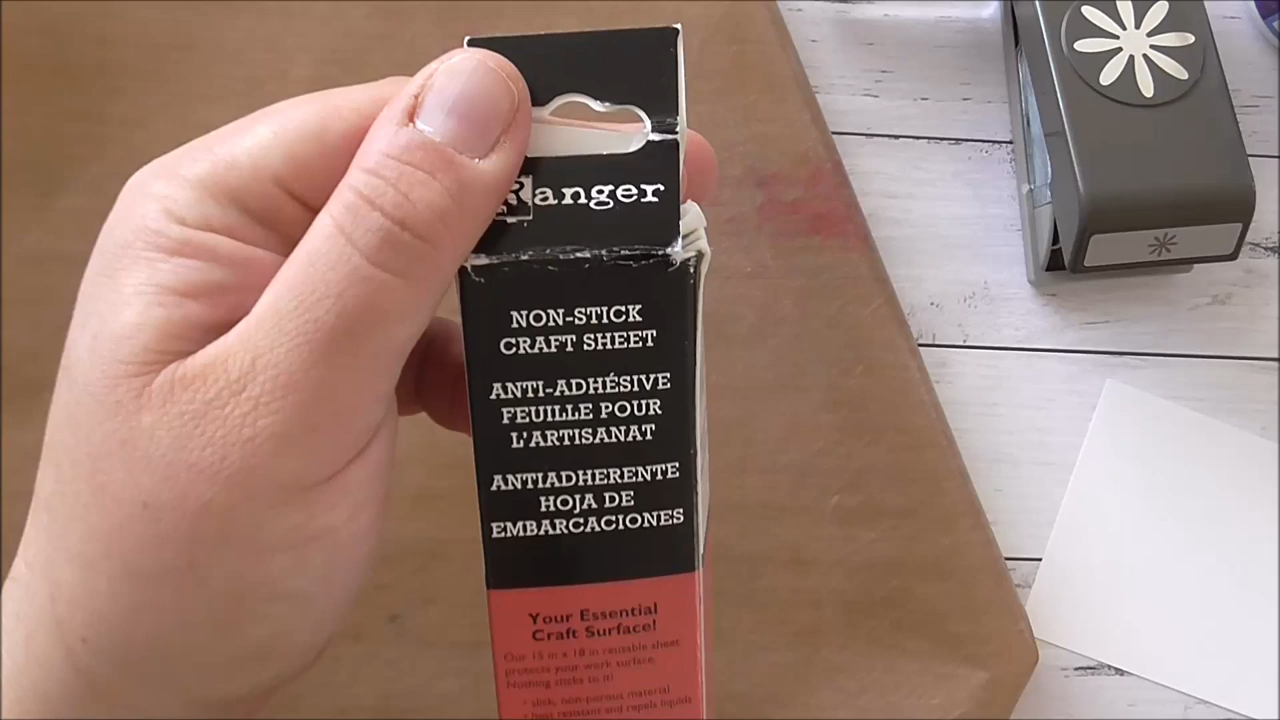 Ranger
NON-STICK
CRAFT SHEET
ANTI-ADHÉSIVE
FEUILLE POUR
L'ARTISANAT
ANTIADHERENTE
HOJA DE
EMBARCACIONES
Your Essential
Craft Surface!
Our 15 in x 18 in reusable sheet
protects your work surface.
Nothing sticks to it!
• slick, non-porous material
• heat resistant and repels liquids